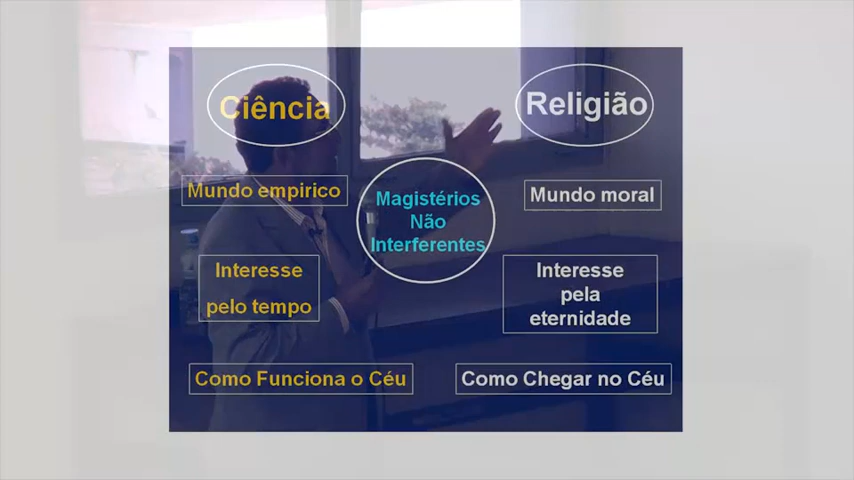 Ciência
Religião
Mundo empirico
Magistérios
Não
Interferentes
Mundo moral
Interesse
pelo tempo
Interesse
pela
eternidade
Como Funciona o Céu
Como Chegar no Céu